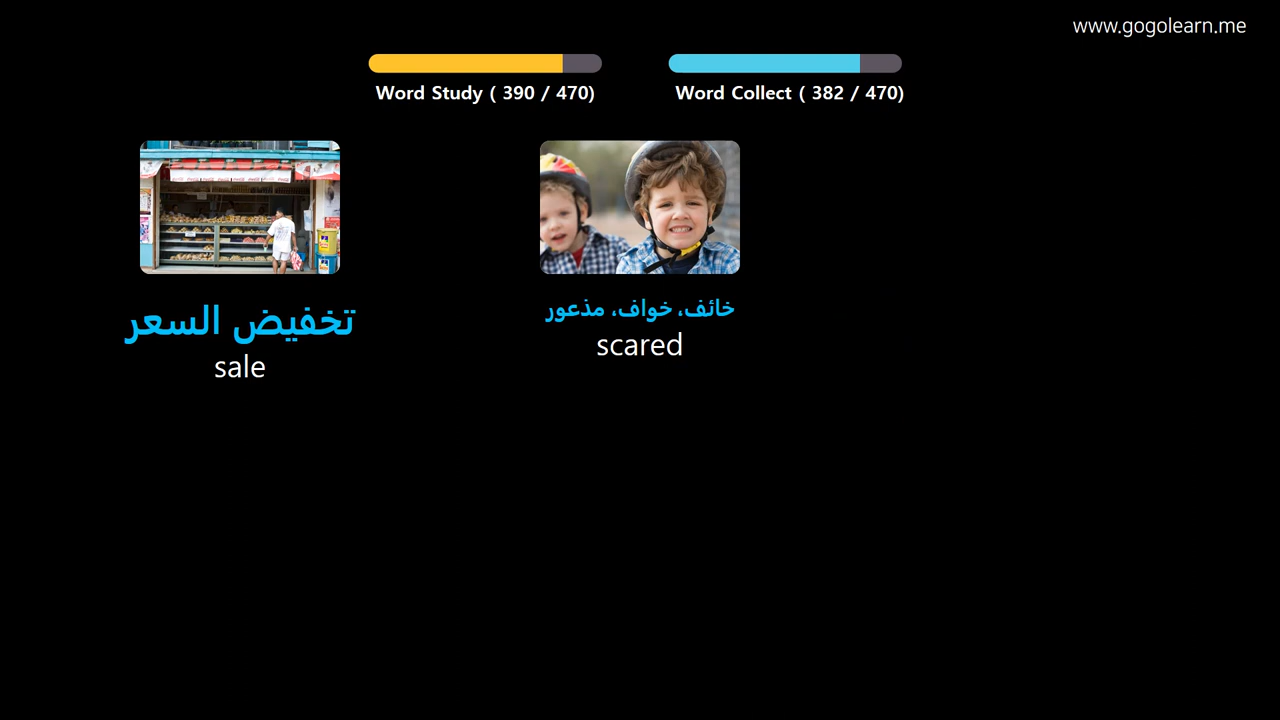 www.gogolearn.me
Word Study ( 390 / 470)
Word Collect ( 382 / 470)
تخفيض السعر
sale
خائف، خواف، مذعور
scared